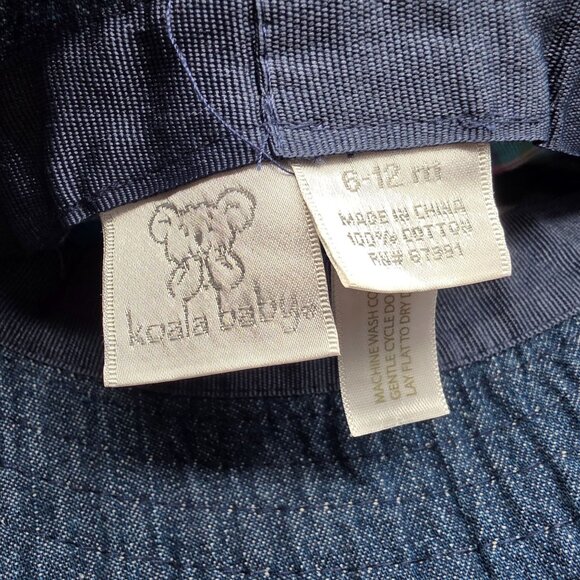 koala baby®
6-12 m
MADE IN CHINA
100% COTTON
RN# 67991
MACHINE WASH CO
GENTLE CYCLE DO
LAY FLAT TO DRY D